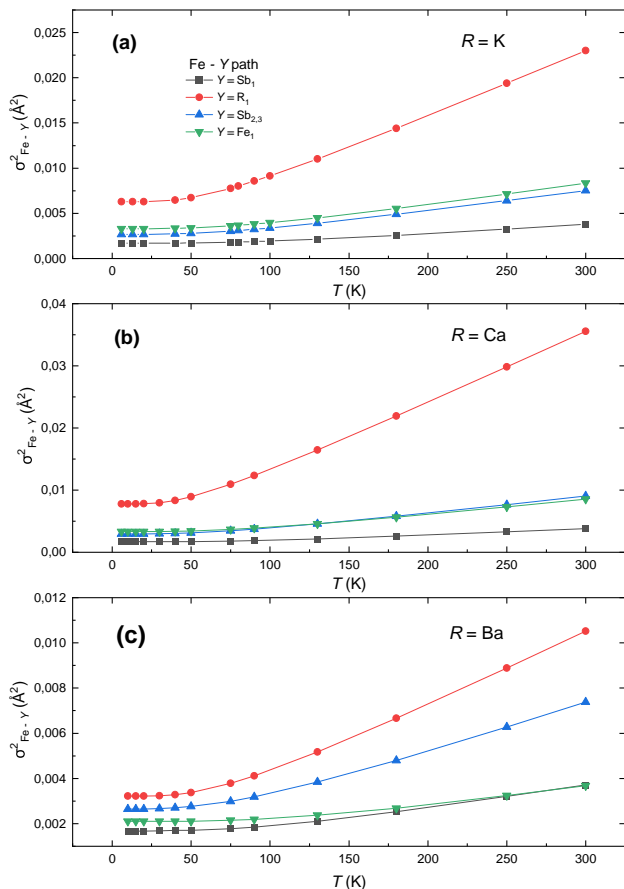 (a)
R = K
Fe - Y path
Y = Sb1
Y = R1
Y = Sb2,3
Y = Fe1
σ²Fe - Y (Å²)
0,025
0,020
0,015
0,010
0,005
0,000
0 50 100 150 200 250 300
T (K)
(b)
R = Ca
σ²Fe - Y (Å²)
0,04
0,03
0,02
0,01
0,00
0 50 100 150 200 250 300
T (K)
(c)
R = Ba
σ²Fe - Y (Å²)
0,012
0,010
0,008
0,006
0,004
0,002
0 50 100 150 200 250 300
T (K)